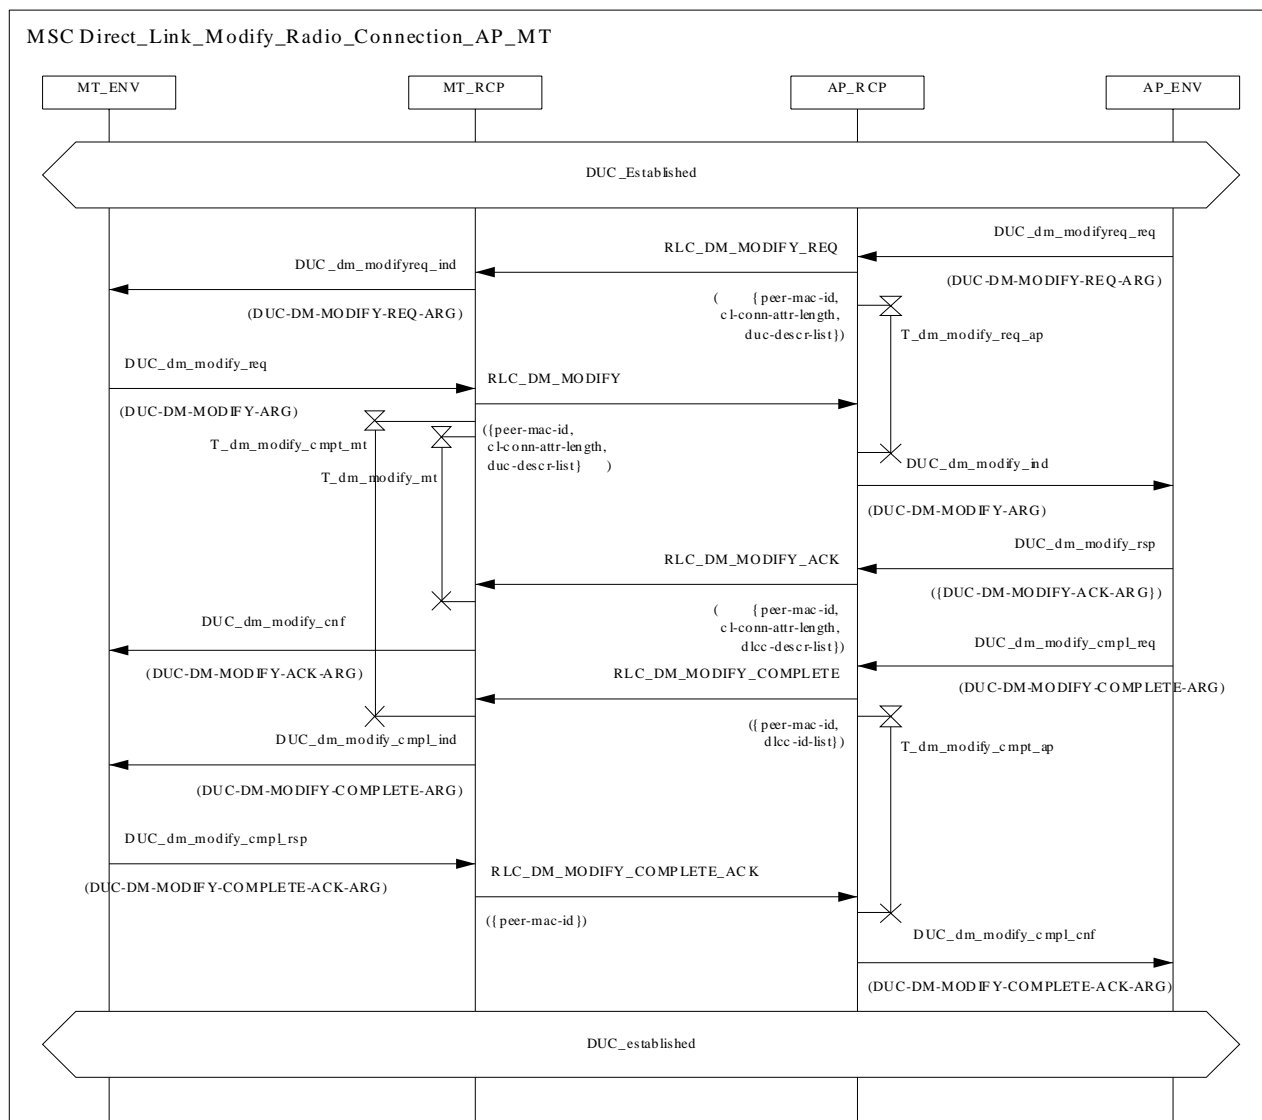 MSC Direct_Link_Modify_Radio_Connection_AP_MT
MT_ENV
MT_RCP
AP_RCP
AP_ENV
DUC_Established
DUC_dm_modifyreq_req
(DUC-DM-MODIFY-REQ-ARG)
RLC_DM_MODIFY_REQ
( {peer-mac-id,
cl-conn-attr-length,
duc-descr-list})
DUC_dm_modifyreq_ind
(DUC-DM-MODIFY-REQ-ARG)
T_dm_modify_req_ap
DUC_dm_modify_req
(DUC-DM-MODIFY-ARG)
RLC_DM_MODIFY
({peer-mac-id,
cl-conn-attr-length,
duc-descr-list} )
T_dm_modify_cmpt_mt
T_dm_modify_mt
DUC_dm_modify_ind
(DUC-DM-MODIFY-ARG)
DUC_dm_modify_rsp
({DUC-DM-MODIFY-ACK-ARG})
RLC_DM_MODIFY_ACK
( {peer-mac-id,
cl-conn-attr-length,
dlcc-descr-list})
DUC_dm_modify_cnf
(DUC-DM-MODIFY-ACK-ARG)
DUC_dm_modify_cmpl_req
(DUC-DM-MODIFY-COMPLETE-ARG)
RLC_DM_MODIFY_COMPLETE
({peer-mac-id,
dlcc-id-list})
T_dm_modify_cmpt_ap
DUC_dm_modify_cmpl_ind
(DUC-DM-MODIFY-COMPLETE-ARG)
DUC_dm_modify_cmpl_rsp
(DUC-DM-MODIFY-COMPLETE-ACK-ARG)
RLC_DM_MODIFY_COMPLETE_ACK
({peer-mac-id})
DUC_dm_modify_cmpl_cnf
(DUC-DM-MODIFY-COMPLETE-ACK-ARG)
DUC_established